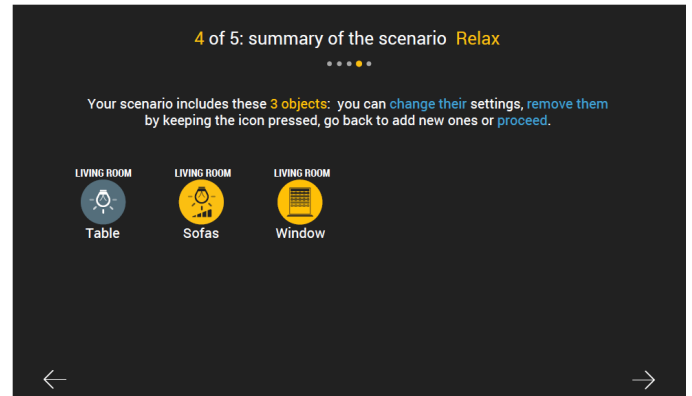 4 of 5: summary of the scenario Relax
Your scenario includes these 3 objects: you can change their settings, remove them
by keeping the icon pressed, go back to add new ones or proceed.
LIVING ROOM LIVING ROOM LIVING ROOM
Table Sofas Window